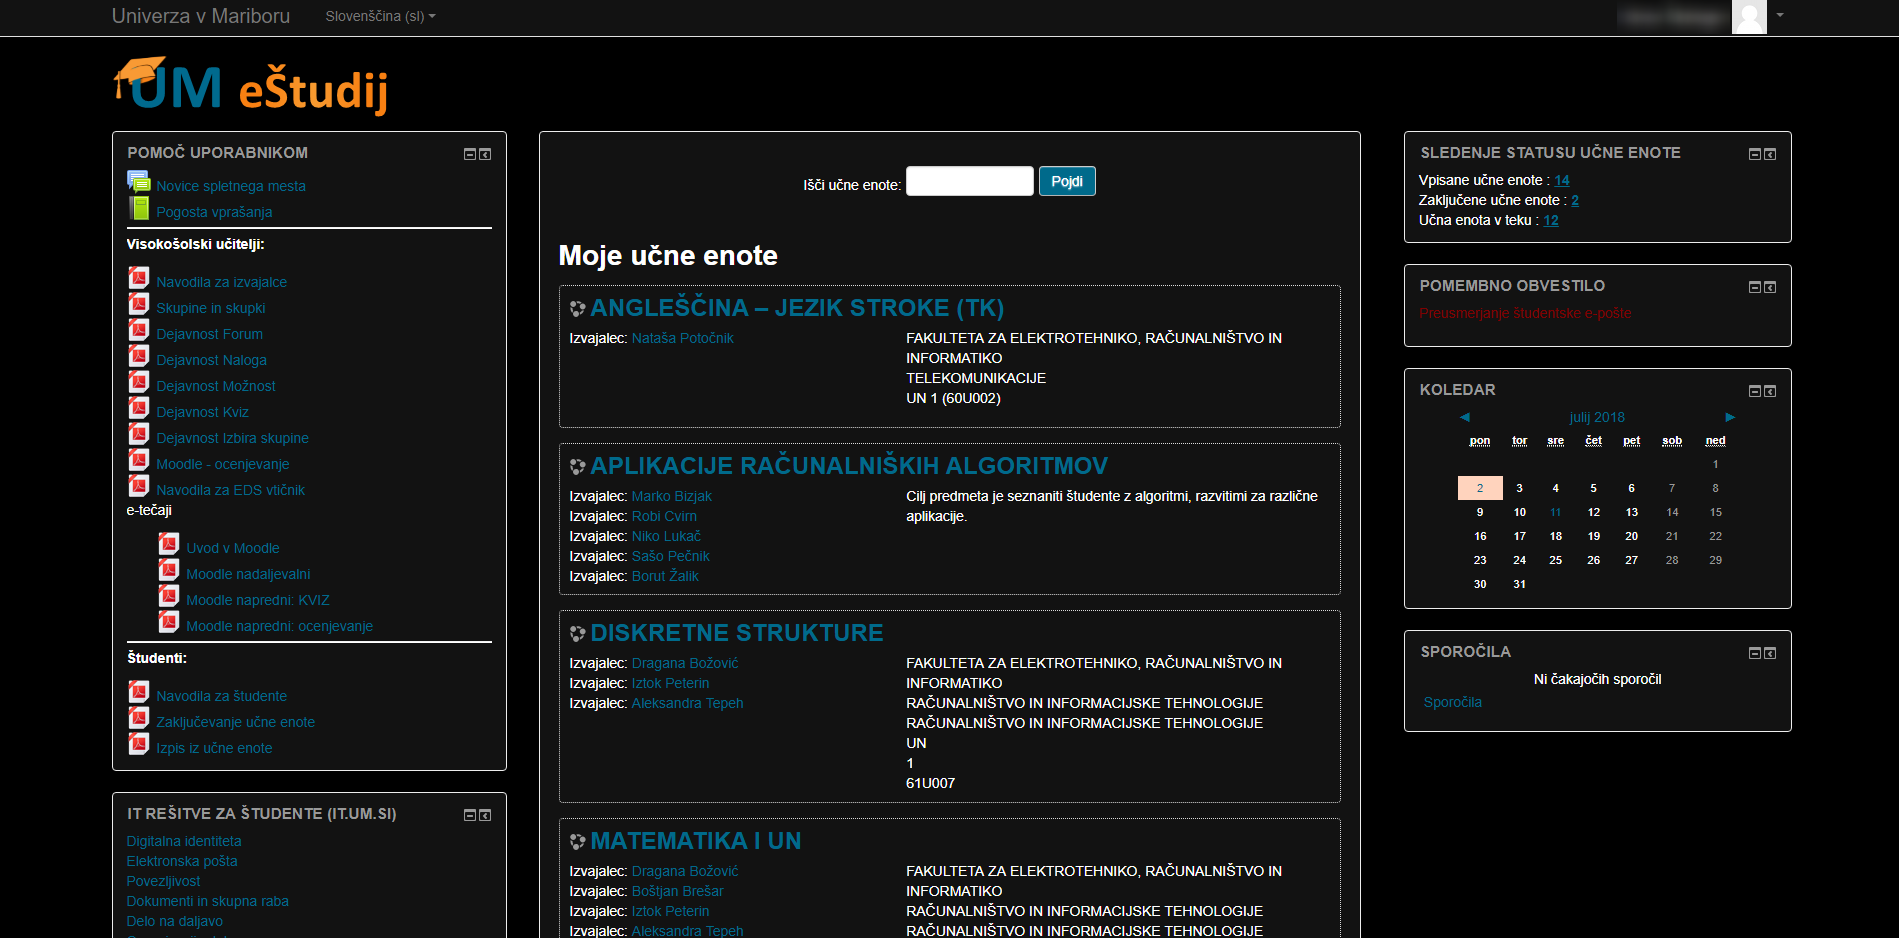 Univerza v Mariboru
Slovenščina (sl)
UM eŠtudij
POMOČ UPORABNIKOM
Novice spletnega mesta
Pogosta vprašanja
Visokošolski učitelji:
Navodila za izvajalce
Skupine in skupki
Dejavnost Forum
Dejavnost Naloga
Dejavnost Možnost
Dejavnost Kviz
Dejavnost Izbira skupine
Moodle - ocenjevanje
Navodila za EDS vtičnik
e-tečaji
Uvod v Moodle
Moodle nadaljevalni
Moodle napredni: KVIZ
Moodle napredni: ocenjevanje
Študenti:
Navodila za študente
Zaključevanje učne enote
Izpis iz učne enote
IT REŠITVE ZA ŠTUDENTE (IT.UM.SI)
Digitalna identiteta
Elektronska pošta
Povezljivost
Dokumenti in skupna raba
Delo na daljavo
Išči učne enote:
Pojdi
Moje učne enote
ANGLEŠČINA – JEZIK STROKE (TK)
Izvajalec: Nataša Potočnik
FAKULTETA ZA ELEKTROTEHNIKO, RAČUNALNIŠTVO IN
INFORMATIKO
TELEKOMUNIKACIJE
UN 1 (60U002)
APLIKACIJE RAČUNALNIŠKIH ALGORITMOV
Izvajalec: Marko Bizjak
Izvajalec: Robi Cvirn
Izvajalec: Niko Lukač
Izvajalec: Sašo Pečnik
Izvajalec: Borut Žalik
Cilj predmeta je seznaniti študente z algoritmi, razvitimi za različne
aplikacije.
DISKRETNE STRUKTURE
Izvajalec: Dragana Božović
Izvajalec: Iztok Peterin
Izvajalec: Aleksandra Tepeh
FAKULTETA ZA ELEKTROTEHNIKO, RAČUNALNIŠTVO IN
INFORMATIKO
RAČUNALNIŠTVO IN INFORMACIJSKE TEHNOLOGIJE
RAČUNALNIŠTVO IN INFORMACIJSKE TEHNOLOGIJE
UN
1
61U007
MATEMATIKA I UN
Izvajalec: Dragana Božović
Izvajalec: Boštjan Brešar
Izvajalec: Iztok Peterin
Izvajalec: Aleksandra Tepeh
FAKULTETA ZA ELEKTROTEHNIKO, RAČUNALNIŠTVO IN
INFORMATIKO
RAČUNALNIŠTVO IN INFORMACIJSKE TEHNOLOGIJE
RAČUNALNIŠTVO IN INFORMACIJSKE TEHNOLOGIJE
SLEDENJE STATUSU UČNE ENOTE
Vpisane učne enote : 14
Zaključene učne enote : 2
Učna enota v teku : 12
POMEMBNO OBVESTILO
Preusmerjanje študentske e-pošte
KOLEDAR
◄ julij 2018 ►
pon tor sre čet pet sob ned
1
2 3 4 5 6 7 8
9 10 11 12 13 14 15
16 17 18 19 20 21 22
23 24 25 26 27 28 29
30 31
SPOROČILA
Ni čakajočih sporočil
Sporočila